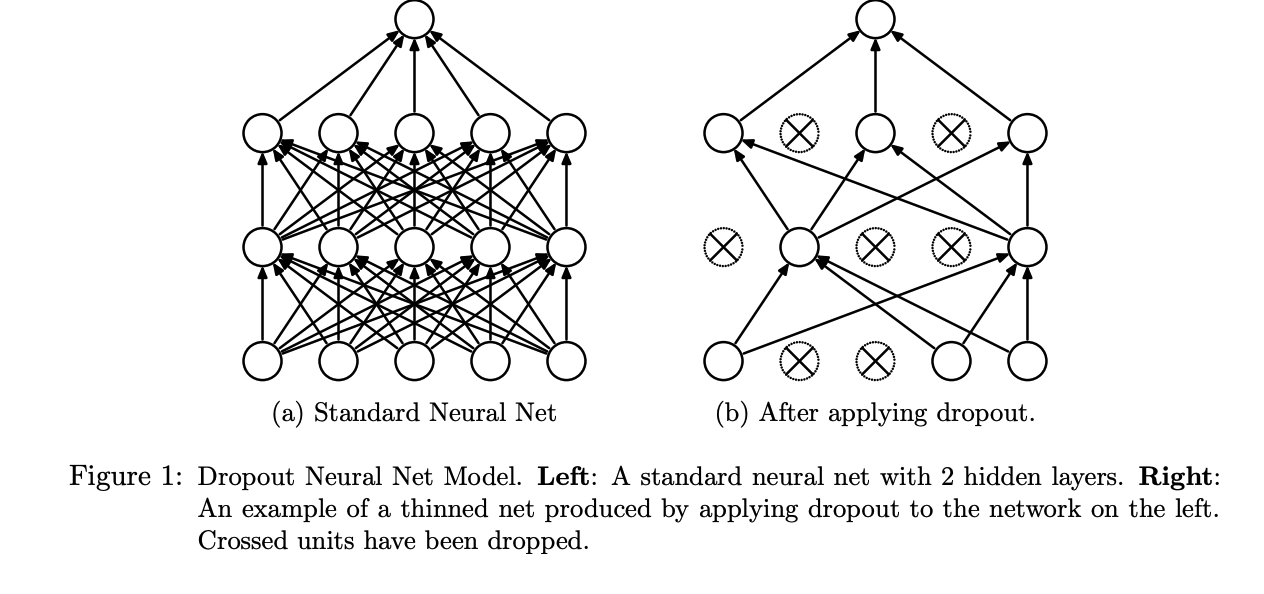 (a) Standard Neural Net
(b) After applying dropout.
Figure 1: Dropout Neural Net Model. Left: A standard neural net with 2 hidden layers. Right:
An example of a thinned net produced by applying dropout to the network on the left.
Crossed units have been dropped.